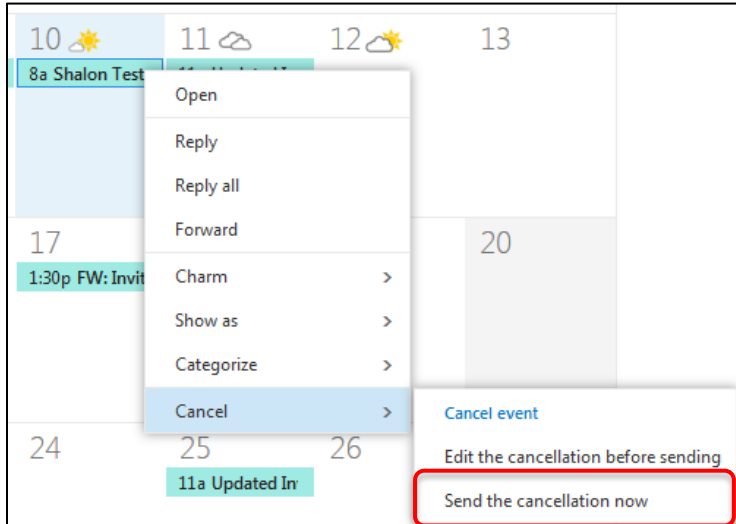 10 11 12 13
8a Shalon Test
Open
Reply
Reply all
Forward
17 20
1:30p FW: Invit
Charm
Show as
Categorize
Cancel
Cancel event
24 25 26
Edit the cancellation before sending
11a Updated In
Send the cancellation now